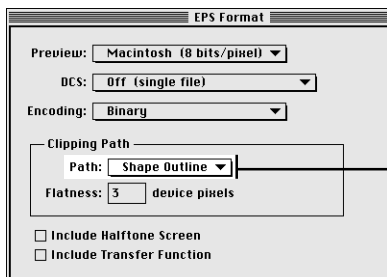 EPS Format
Preview: Macintosh (8 bits/pixel)
DCS: Off (single file)
Encoding: Binary
Clipping Path
Path: Shape Outline
Flatness: 3 device pixels
Include Halftone Screen
Include Transfer Function